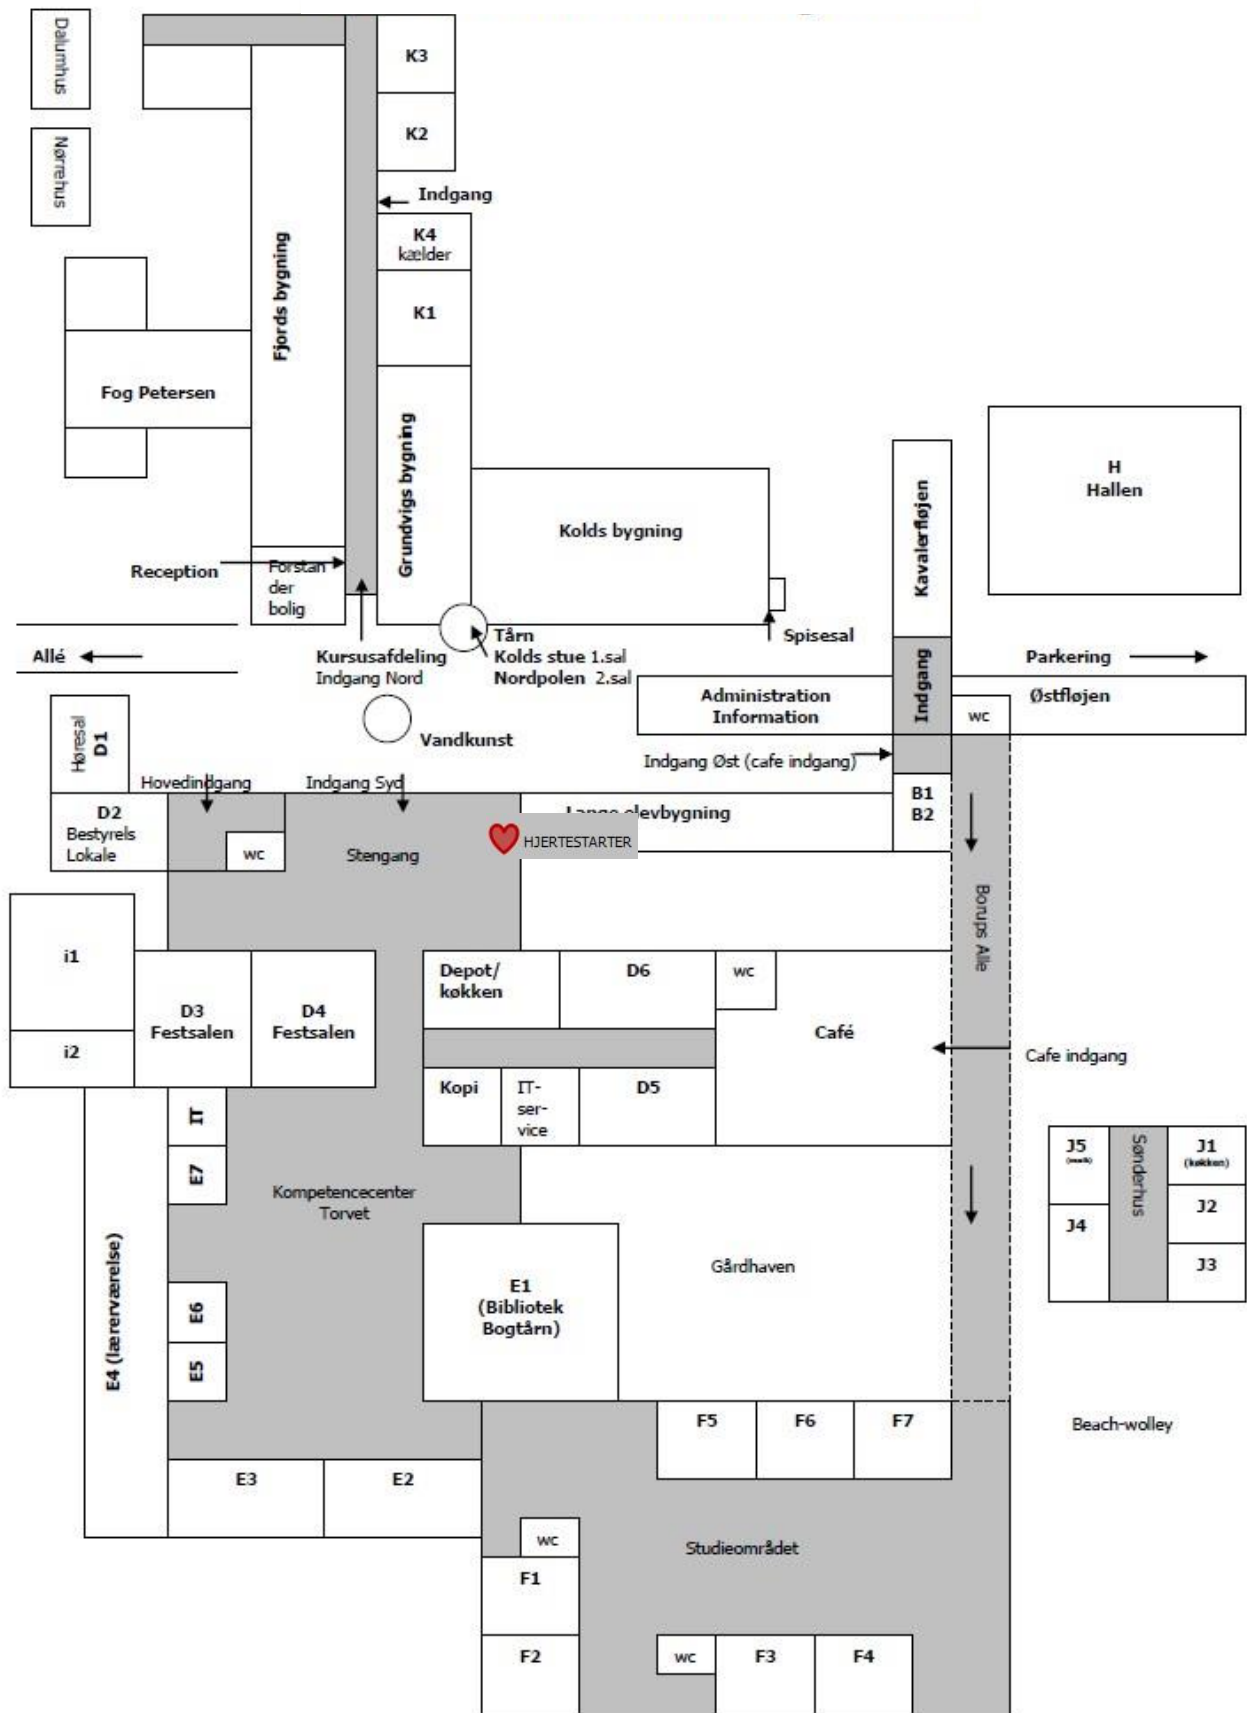 Dalumhus
Nørrehus
K3
K2
Indgang
K4
kælder
K1
Fjords bygning
Fog Petersen
Grundvigs bygning
Kolds bygning
Kavalerfløjen
H
Hallen
Reception
Forstan
der
bolig
Allé
Kursusafdeling
Indgang Nord
Tårn
Kolds stue 1.sal
Nordpolen 2.sal
Spisesal
Indgang
Parkering
Administration
Information
wc
Østfløjen
Høresal
D1
Vandkunst
Indgang Øst (cafe indgang)
Hovedindgang
Indgang Syd
D2
Bestyrels
Lokale
wc
Stengang
Lange elevbygning
HJERTESTARTER
B1
B2
Borups Alle
i1
i2
D3
Festsalen
D4
Festsalen
Depot/
køkken
D6
wc
Café
Cafe indgang
Kopi
IT-
ser-
vice
D5
IT
E7
Kompetencecenter
Torvet
E4 (lærerværelse)
E6
E5
E1
(Bibliotek
Bogtårn)
Gårdhaven
J5
J4
Sønderhus
J1
(køkken)
J2
J3
F5
F6
F7
Beach-wolley
E3
E2
wc
F1
F2
Studieområdet
wc
F3
F4